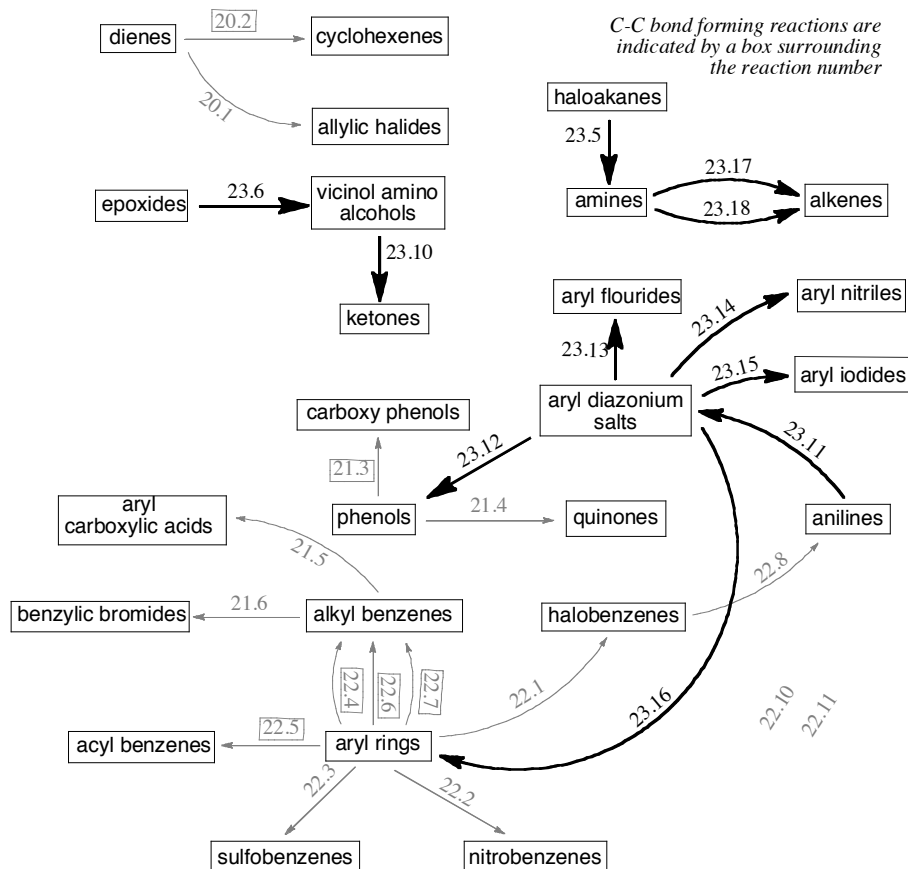 20.2
dienes
cyclohexenes
20.1
allylic halides
C-C bond forming reactions are
indicated by a box surrounding
the reaction number
haloakanes
23.5
amines
23.17
23.18
alkenes
epoxides
23.6
vicinol amino
alcohols
23.10
ketones
aryl flourides
23.13
23.14
aryl nitriles
23.15
aryl iodides
aryl diazonium
salts
23.11
23.12
carboxy phenols
21.3
phenols
21.4
quinones
anilines
aryl
carboxylic acids
21.5
22.8
benzylic bromides
21.6
alkyl benzenes
halobenzenes
22.4
22.6
22.7
22.1
23.16
22.10
22.11
acyl benzenes
22.5
aryl rings
22.3
22.2
sulfobenzenes
nitrobenzenes